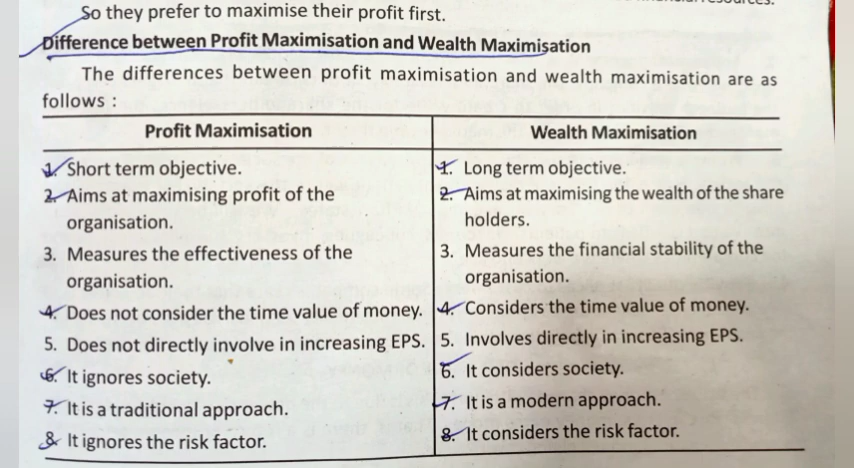 So they prefer to maximise their profit first.
Difference between Profit Maximisation and Wealth Maximisation
The differences between profit maximisation and wealth maximisation are as
follows :
Profit Maximisation
1. Short term objective.
2. Aims at maximising profit of the
organisation.
3. Measures the effectiveness of the
organisation.
4. Does not consider the time value of money.
5. Does not directly involve in increasing EPS.
6. It ignores society.
7. It is a traditional approach.
8. It ignores the risk factor.
Wealth Maximisation
1. Long term objective.
2. Aims at maximising the wealth of the share
holders.
3. Measures the financial stability of the
organisation.
4. Considers the time value of money.
5. Involves directly in increasing EPS.
6. It considers society.
7. It is a modern approach.
8. It considers the risk factor.